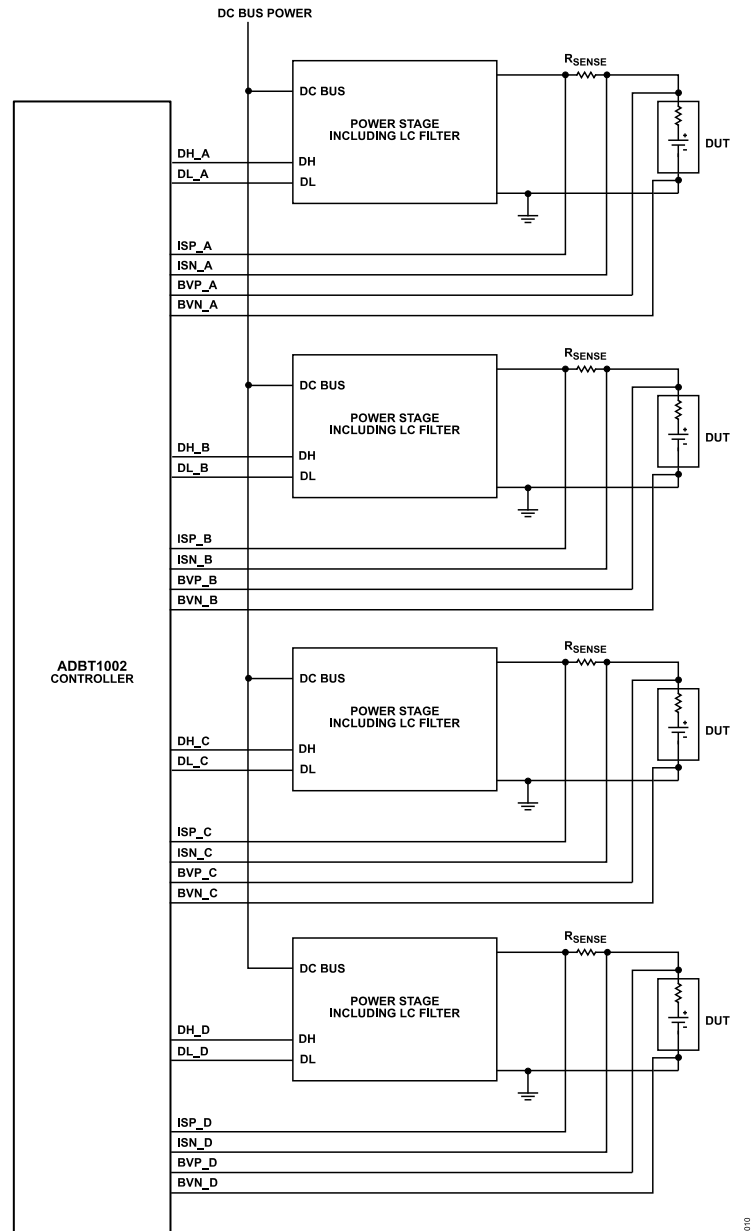 DC BUS POWER
RSENSE
DC BUS
POWER STAGE
INCLUDING LC FILTER
DUT
DH_A
DH
DL_A
DL
+
-
ISP_A
ISN_A
BVP_A
BVN_A
RSENSE
DC BUS
POWER STAGE
INCLUDING LC FILTER
DUT
DH_B
DH
DL_B
DL
+
-
ISP_B
ISN_B
BVP_B
BVN_B
ADBT1002
CONTROLLER
RSENSE
DC BUS
POWER STAGE
INCLUDING LC FILTER
DUT
DH_C
DH
DL_C
DL
+
-
ISP_C
ISN_C
BVP_C
BVN_C
RSENSE
DC BUS
POWER STAGE
INCLUDING LC FILTER
DUT
DH_D
DH
DL_D
DL
+
-
ISP_D
ISN_D
BVP_D
BVN_D
010